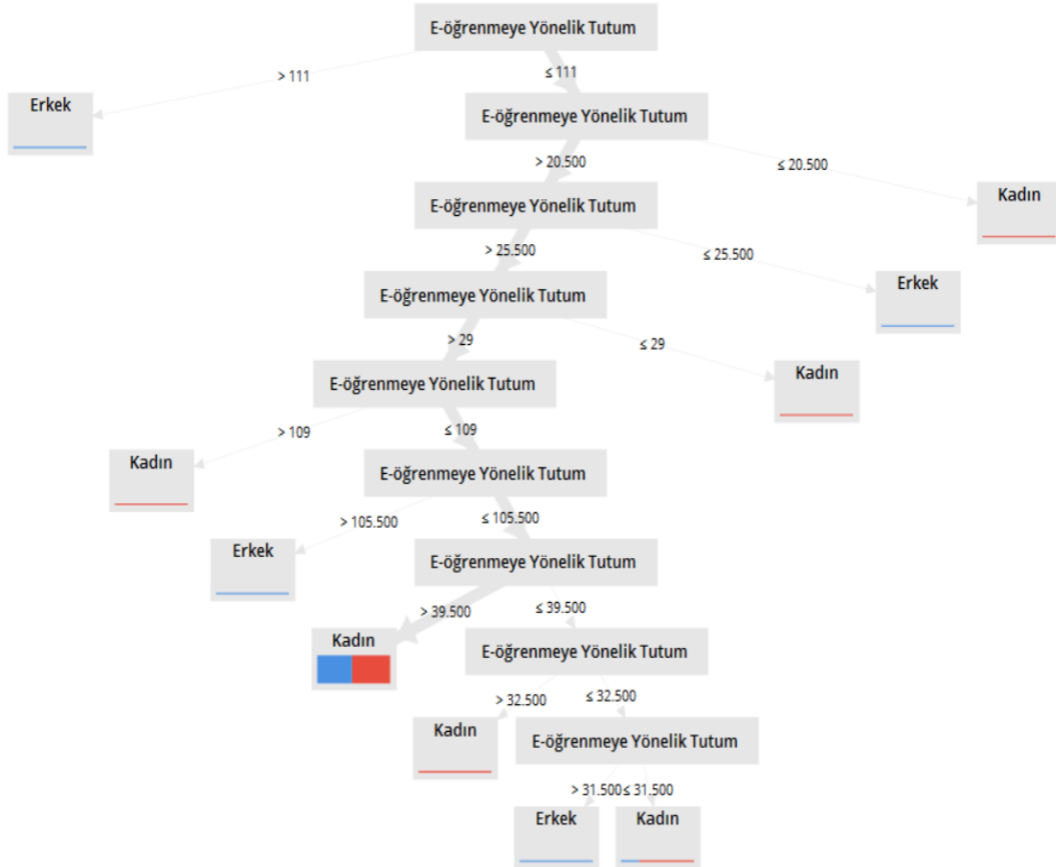 E-öğrenmeye Yönelik Tutum
> 111
≤ 111
Erkek
E-öğrenmeye Yönelik Tutum
> 20.500
≤ 20.500
E-öğrenmeye Yönelik Tutum
Kadın
> 25.500
≤ 25.500
E-öğrenmeye Yönelik Tutum
Erkek
> 29
≤ 29
E-öğrenmeye Yönelik Tutum
Kadın
> 109
≤ 109
Kadın
E-öğrenmeye Yönelik Tutum
> 105.500
≤ 105.500
Erkek
E-öğrenmeye Yönelik Tutum
> 39.500
≤ 39.500
Kadın
E-öğrenmeye Yönelik Tutum
> 32.500
≤ 32.500
Kadın
E-öğrenmeye Yönelik Tutum
> 31.500
≤ 31.500
Erkek
Kadın